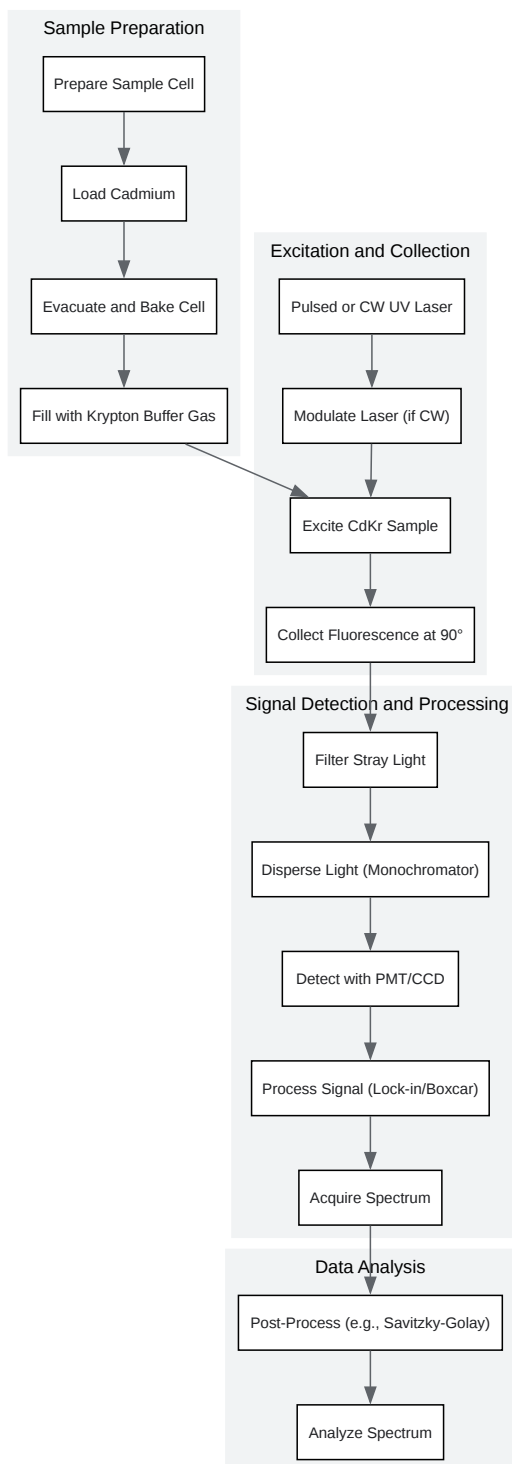 Sample Preparation
Prepare Sample Cell
Load Cadmium
Evacuate and Bake Cell
Fill with Krypton Buffer Gas
Excitation and Collection
Pulsed or CW UV Laser
Modulate Laser (if CW)
Excite CdKr Sample
Collect Fluorescence at 90°
Signal Detection and Processing
Filter Stray Light
Disperse Light (Monochromator)
Detect with PMT/CCD
Process Signal (Lock-in/Boxcar)
Acquire Spectrum
Data Analysis
Post-Process (e.g., Savitzky-Golay)
Analyze Spectrum